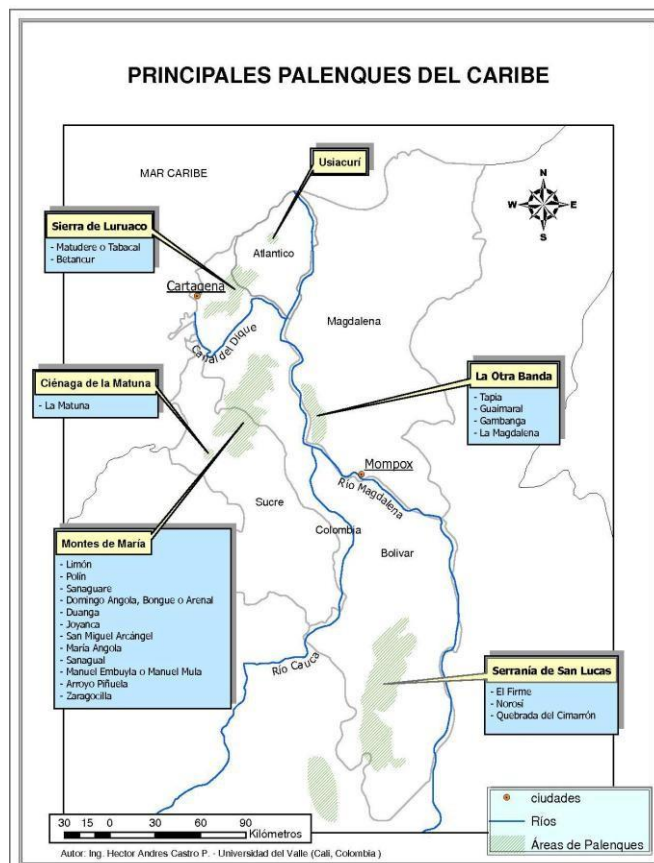 PRINCIPALES PALENQUES DEL CARIBE
MAR CARIBE
Usiacurí
N
W
E
S
Sierra de Luruaco
- Matudere o Tabacal
- Betancur
Atlantico
Cartagena
Magdalena
Canal del Dique
Ciénaga de la Matuna
- La Matuna
La Otra Banda
- Tapia
- Guaimaral
- Gambanga
- La Magdalena
Mompox
Río Magdalena
Sucre
Colombia
Bolivar
Montes de María
- Limón
- Polín
- Sanaguare
- Domingo Angola, Bongue o Arenal
- Duanga
- Joyanca
- San Miguel Arcángel
- María Angola
- Sanagual
- Manuel Embuyla o Manuel Mula
- Arroyo Piñuela
- Zaragocilla
Río Cauca
Serranía de San Lucas
- El Firme
- Norosí
- Quebrada del Cimarrón
30 15 0 30 60 90
Kilómetros
ciudades
Ríos
Áreas de Palenques
Autor: Ing. Hector Andres Castro P. - Universidad del Valle (Cali, Colombia )